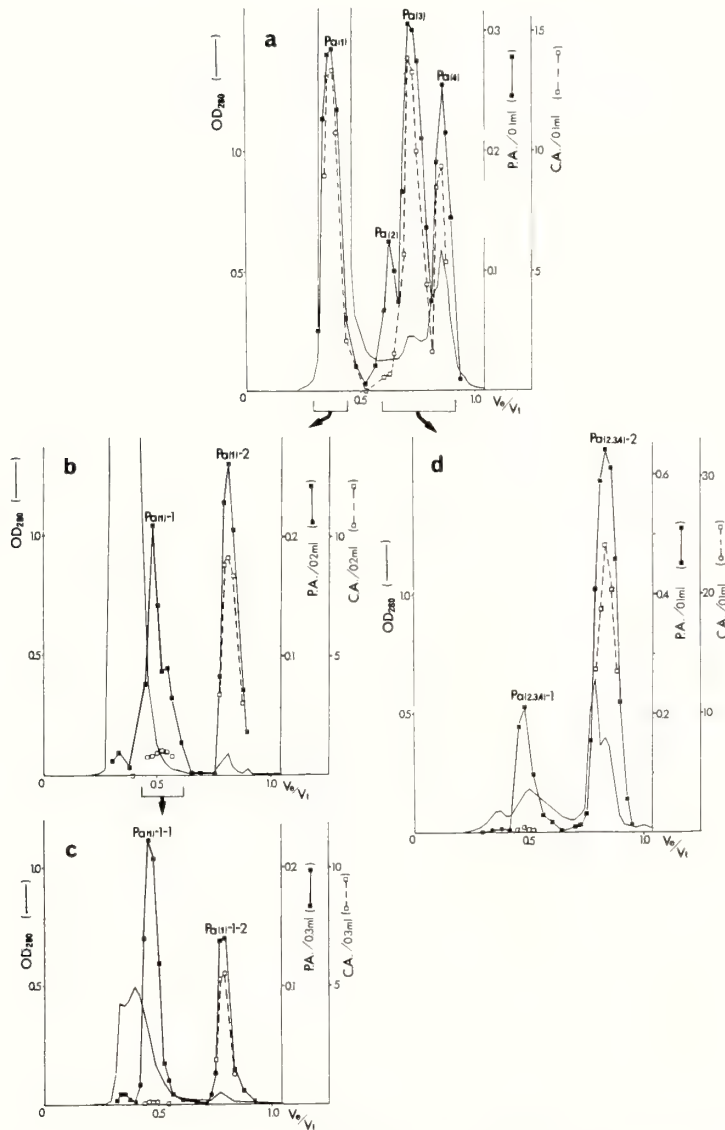 a
Pa(1)
Pa(2)
Pa(3)
Pa(4)
OD280 (——)
1.0
0.5
0
0.5
1.0
Ve/Vt
0.3
0.2
0.1
P.A./0.1ml (■—■)
15
10
5
C.A./0.1ml (□--□)
b
Pa(1)-1
Pa(1)-2
OD280 (——)
1.0
0.5
0
0.5
1.0
Ve/Vt
0.2
0.1
P.A./0.2ml (■—■)
10
5
C.A./0.2ml (□--□)
d
Pa(2.3.4)-1
Pa(2.3.4)-2
OD280 (——)
1.0
0.5
0
0.5
1.0
Ve/Vt
0.6
0.4
0.2
P.A./0.1ml (■—■)
30
20
10
C.A./0.1ml (□--□)
c
Pa(1)-1-1
Pa(1)-1-2
OD280 (——)
1.0
0.5
0
0.5
1.0
Ve/Vt
0.2
0.1
P.A./0.3ml (■—■)
10
5
C.A./0.3ml (□--□)